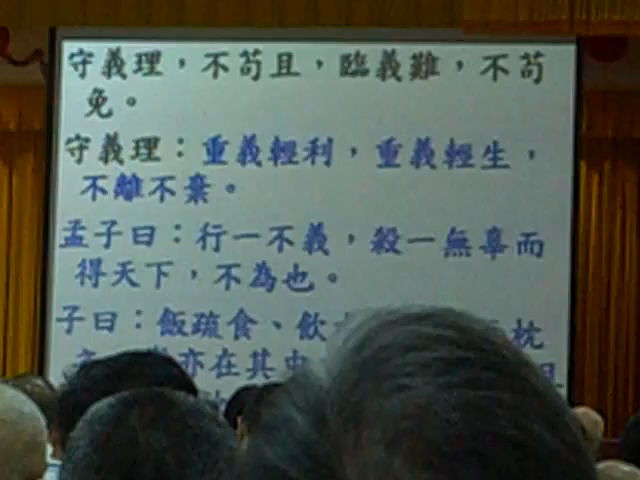 守義理，不苟且，臨義難，不苟
免。
守義理：重義輕利，重義輕生，
不離不棄。
孟子曰：行一不義，殺一無辜而
得天下，不為也。
子曰：飯疏食、飲 枕
亦在其中